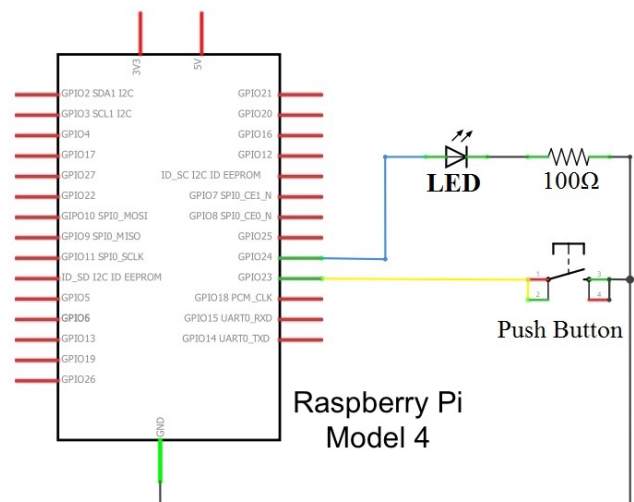 3V3
5V
GPIO2 SDA1 I2C
GPIO3 SCL1 I2C
GPIO4
GPIO17
GPIO27
GPIO22
GIPO10 SPI0_MOSI
GPIO9 SPI0_MISO
GPIO11 SPI0_SCLK
ID_SD I2C ID EEPROM
GPIO5
GPIO6
GPIO13
GPIO19
GPIO26
GPIO21
GPIO20
GPIO16
GPIO12
ID_SC I2C ID EEPROM
GPIO7 SPI0_CE1_N
GPIO8 SPI0_CE0_N
GPIO25
GPIO24
GPIO23
GPIO18 PCM_CLK
GPIO15 UART0_RXD
GPIO14 UART0_TXD
GND
LED
100Ω
1
2
3
4
Push Button
Raspberry Pi
Model 4